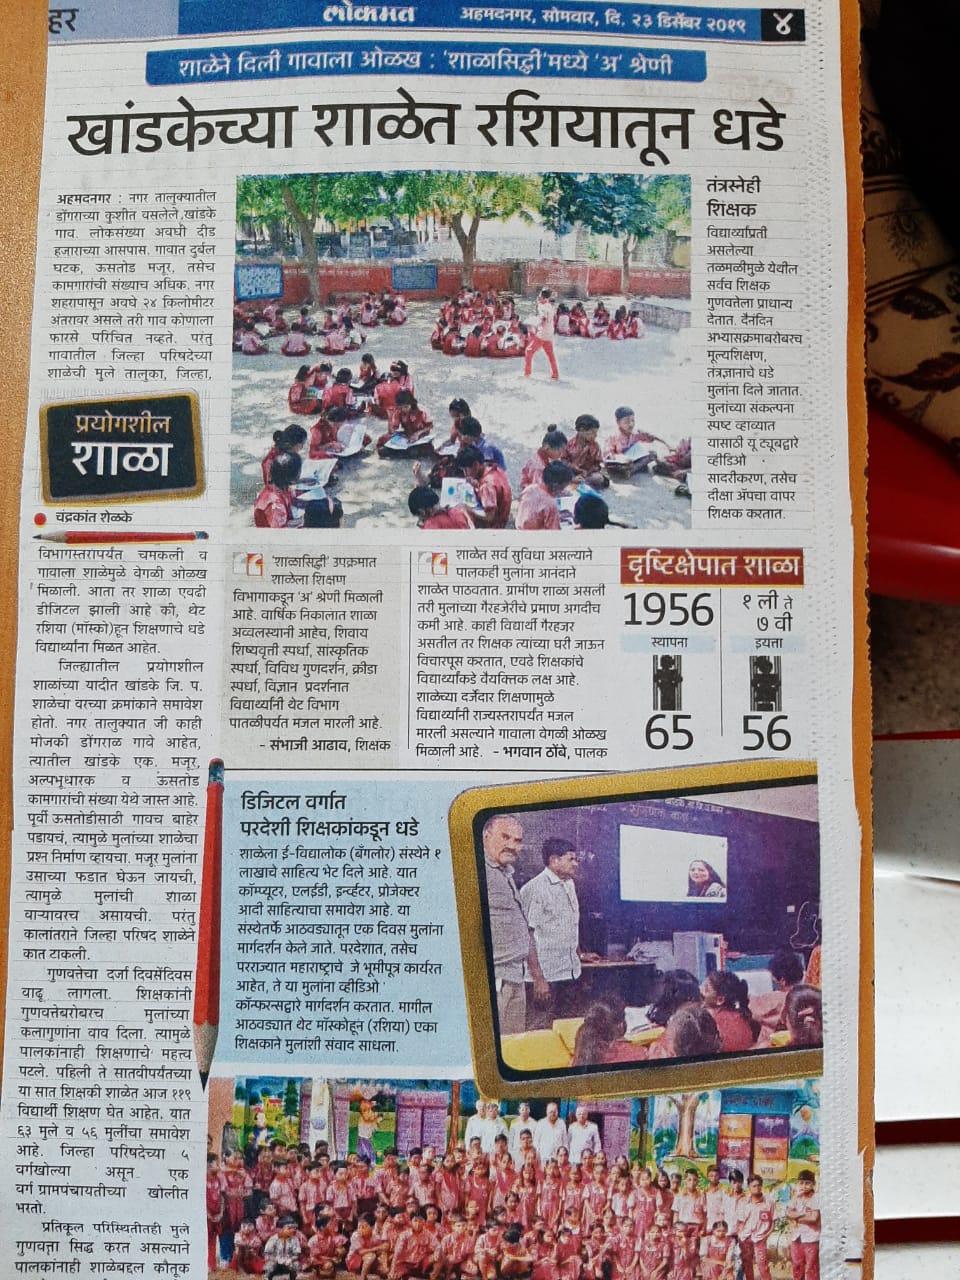 हर
लोकमत
अहमदनगर, सोमवार, दि. २३ डिसेंबर २०१९
४
शाळेने दिली गावाला ओळख : 'शाळासिद्धी'मध्ये 'अ' श्रेणी
खांडकेच्या शाळेत रशियातून धडे
अहमदनगर : नगर तालुक्यातील
डोंगराच्या कुशीत वसलेले खांडके
गाव. लोकसंख्या अवघी दीड
हजाराच्या आसपास. गावात दुर्बल
घटक, ऊसतोड मजूर, तसेच
कामगारांची संख्याच अधिक. नगर
शहरापासून अवघे २४ किलोमीटर
अंतरावर असले तरी गाव कोणाला
फारसे परिचित नव्हते. परंतु
गावातील जिल्हा परिषदेच्या
शाळेची मुले तालुका, जिल्हा,
प्रयोगशील
शाळा
चंद्रकांत शेळके
विभागस्तरापर्यंत चमकली व
गावाला शाळेमुळे वेगळी ओळख
मिळाली. आता तर शाळा एवढी
डीजिटल झाली आहे की, थेट
रशिया (मॉस्को)हून शिक्षणाचे धडे
विद्यार्थ्यांना मिळत आहेत.
जिल्ह्यातील प्रयोगशील
शाळांच्या यादीत खांडके जि. प.
शाळेचा वरच्या क्रमांकाने समावेश
होतो. नगर तालुक्यात जी काही
मोजकी डोंगराळ गावे आहेत,
त्यातील खांडके एक. मजूर,
अल्पभूधारक व ऊसतोड
कामगारांची संख्या येथे जास्त आहे.
पूर्वी ऊसतोडीसाठी गावच बाहेर
पडायचं, त्यामुळे मुलांच्या शाळेचा
प्रश्न निर्माण व्हायचा. मजूर मुलांना
उसाच्या फडात घेऊन जायची,
त्यामुळे मुलांची शाळा
वाऱ्यावरच असायची. परंतु
कालांतराने जिल्हा परिषद शाळेने
कात टाकली.
गुणवत्तेचा दर्जा दिवसेंदिवस
वाढू लागला. शिक्षकांनी
गुणवत्तेबरोबरच मुलांच्या
कलागुणांना वाव दिला. त्यामुळे
पालकांनाही शिक्षणाचे महत्त्व
पटले. पहिली ते सातवीपर्यंतच्या
या सात शिक्षकी शाळेत आज ११९
विद्यार्थी शिक्षण घेत आहेत. यात
६३ मुले व ५६ मुलींचा समावेश
आहे. जिल्हा परिषदेच्या ५
वर्गखोल्या असून एक
वर्ग ग्रामपंचायतीच्या खोलीत
भरतो.
प्रतिकूल परिस्थितीतही मुले
गुणवत्ता सिद्ध करत असल्याने
पालकांनाही शाळेबद्दल कौतूक
तंत्रस्नेही
शिक्षक
विद्यार्थ्यांप्रती
असलेल्या
तळमळीमुळे येथील
सर्वच शिक्षक
गुणवत्तेला प्राधान्य
देतात. दैनंदिन
अभ्यासक्रमाबरोबरच
मूल्यशिक्षण,
तंत्रज्ञानाचे धडे
मुलांना दिले जातात.
मुलांच्या संकल्पना
स्पष्ट व्हाव्यात
यासाठी यू ट्यूबद्वारे
व्हीडिओ
सादरीकरण, तसेच
दीक्षा ॲपचा वापर
शिक्षक करतात.
'शाळासिद्धी' उपक्रमात
शाळेला शिक्षण
विभागाकडून 'अ' श्रेणी मिळाली
आहे. वार्षिक निकालात शाळा
अव्वलस्थानी आहेच, शिवाय
शिष्यवृत्ती स्पर्धा, सांस्कृतिक
स्पर्धा, विविध गुणदर्शन, क्रीडा
स्पर्धा, विज्ञान प्रदर्शनात
विद्यार्थ्यांनी थेट विभाग
पातळीपर्यंत मजल मारली आहे.
- संभाजी आढाव, शिक्षक
शाळेत सर्व सुविधा असल्याने
पालकही मुलांना आनंदाने
शाळेत पाठवतात. ग्रामीण शाळा असली
तरी मुलांच्या गैरहजेरीचे प्रमाण अगदीच
कमी आहे. काही विद्यार्थी गैरहजर
असतील तर शिक्षक त्यांच्या घरी जाऊन
विचारपूस करतात, एवढे शिक्षकांचे
विद्यार्थ्यांकडे वैयक्तिक लक्ष आहे.
शाळेच्या दर्जेदार शिक्षणामुळे
विद्यार्थ्यांनी राज्यस्तरापर्यंत मजल
मारली असल्याने गावाला वेगळी ओळख
मिळाली आहे. - भगवान ठोंबे, पालक
दृष्टिक्षेपात शाळा
1956
स्थापना
१ ली ते
७ वी
इयत्ता
65
56
डिजिटल वर्गात
परदेशी शिक्षकांकडून धडे
शाळेला ई-विद्यालोक (बँगलोर) संस्थेने १
लाखाचे साहित्य भेट दिले आहे. यात
कॉम्प्यूटर, एलईडी, इन्व्हर्टर, प्रोजेक्टर
आदी साहित्याचा समावेश आहे. या
संस्थेतर्फे आठवड्यातून एक दिवस मुलांना
मार्गदर्शन केले जाते. परदेशात, तसेच
परराज्यात महाराष्ट्राचे जे भूमीपूत्र कार्यरत
आहेत, ते या मुलांना व्हीडिओ
कॉन्फरन्सद्वारे मार्गदर्शन करतात. मागील
आठवड्यात थेट मॉस्कोहून (रशिया) एका
शिक्षकाने मुलांशी संवाद साधला.